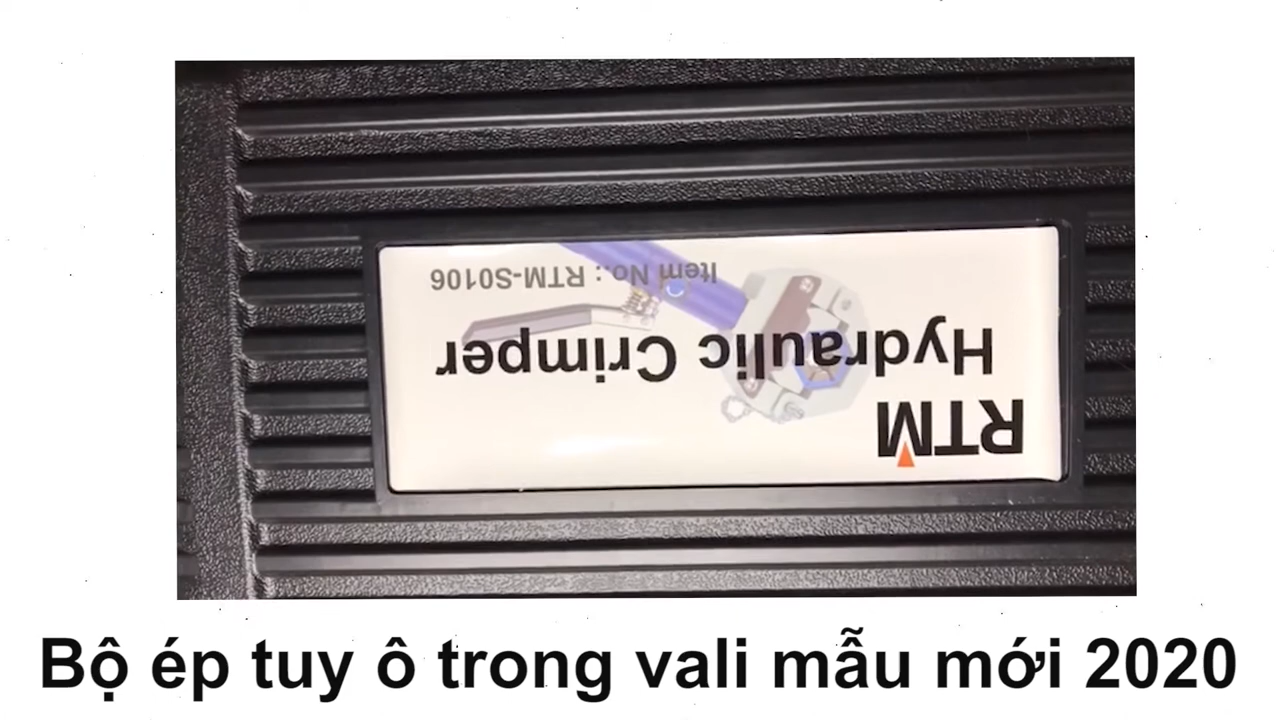 RTM
Hydraulic Crimper
Item No.: RTM-S0106
Bộ ép tuy ô trong vali mẫu mới 2020